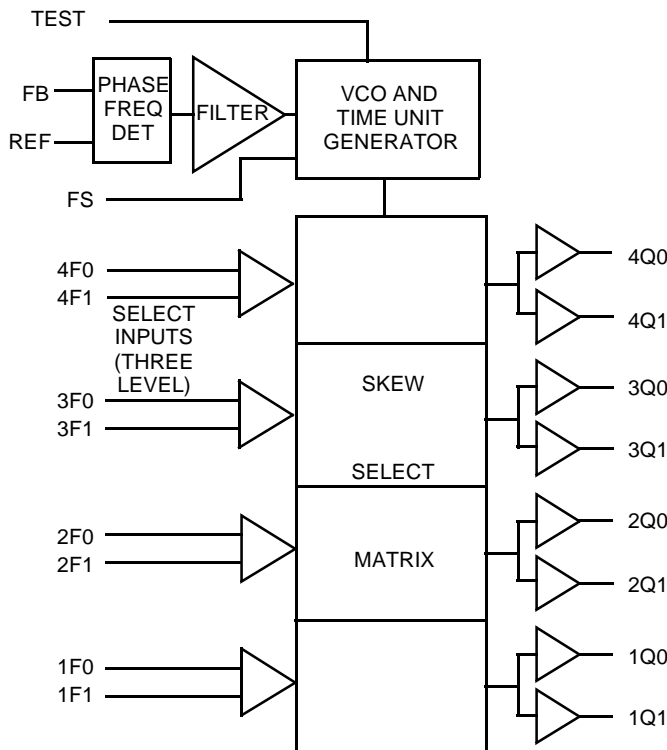 TEST
FB
REF
PHASE
FREQ
DET
FILTER
VCO AND
TIME UNIT
GENERATOR
FS
4F0
4F1
SELECT
INPUTS
(THREE
LEVEL)
3F0
3F1
2F0
2F1
1F0
1F1
SKEW
SELECT
MATRIX
4Q0
4Q1
3Q0
3Q1
2Q0
2Q1
1Q0
1Q1